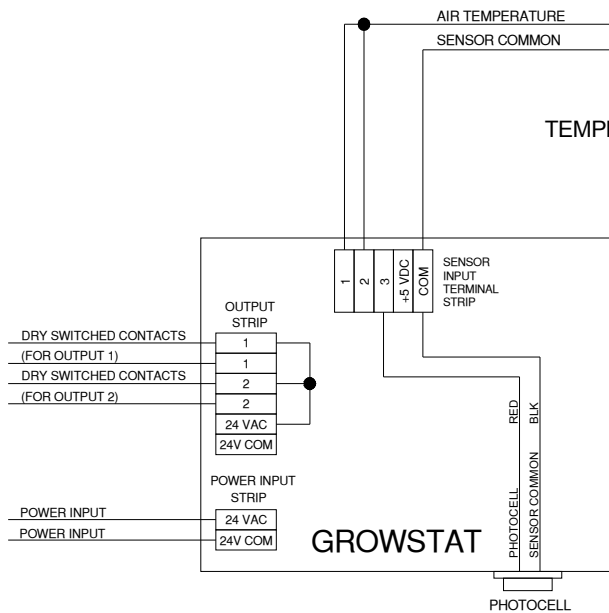 AIR TEMPERATURE
SENSOR COMMON
TEMP
1
2
3
+5 VDC
COM
SENSOR
INPUT
TERMINAL
STRIP
OUTPUT
STRIP
DRY SWITCHED CONTACTS
1
(FOR OUTPUT 1)
1
DRY SWITCHED CONTACTS
2
(FOR OUTPUT 2)
2
24 VAC
24V COM
POWER INPUT
STRIP
POWER INPUT
24 VAC
POWER INPUT
24V COM
GROWSTAT
PHOTOCELL RED
SENSOR COMMON BLK
PHOTOCELL